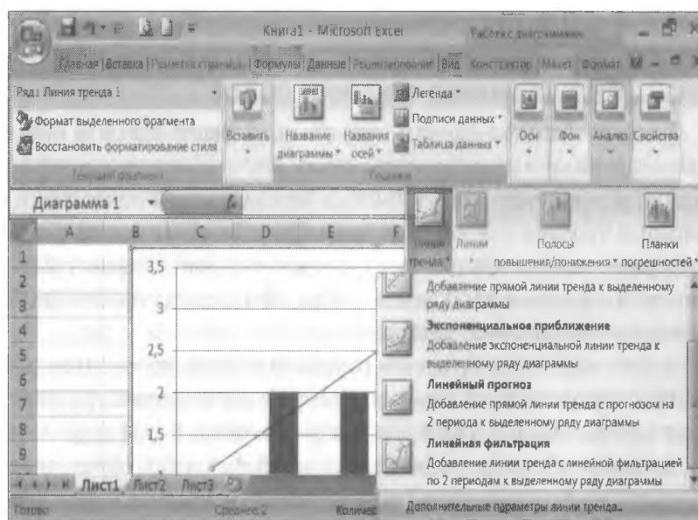 Книга1 - Microsoft Excel
Работа с диаграммами
Главная Вставка Разметка страницы Формулы Данные Рецензирование Вид Конструктор Макет Формат
Ряд: Линия тренда 1
Формат выделенного фрагмента
Восстановить форматирование стиля
Текущий фрагмент
Вставить
Название диаграммы
Названия осей
Легенда
Подписи данных
Таблица данных
Подписи
Оси
Фон
Анализ
Свойства
Диаграмма 1
fx
Линия тренда
Линии
Полосы повышения/понижения
Планки погрешностей
A B C D E F
1
2
3
4
5
6
7
8
9
3,5
3
2,5
2
1,5
1
Добавление прямой линии тренда к выделенному
ряду диаграммы
Экспоненциальное приближение
Добавление экспоненциальной линии тренда к
выделенному ряду диаграммы
Линейный прогноз
Добавление прямой линии тренда с прогнозом на
2 периода к выделенному ряду диаграммы
Линейная фильтрация
Добавление линии тренда с линейной фильтрацией
по 2 периодам к выделенному ряду диаграммы
Дополнительные параметры линии тренда...
Лист1 Лист2 Лист3
Готово
Среднее: 2
Количес